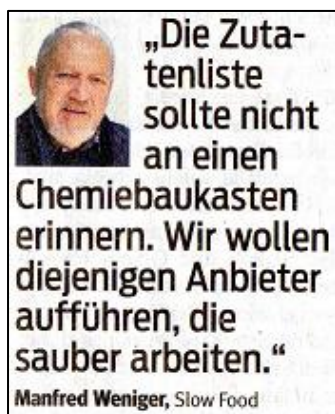 „Die Zuta-
tenliste
sollte nicht
an einen
Chemiebaukasten
erinnern. Wir wollen
diejenigen Anbieter
aufführen, die
sauber arbeiten.“
Manfred Weniger, Slow Food